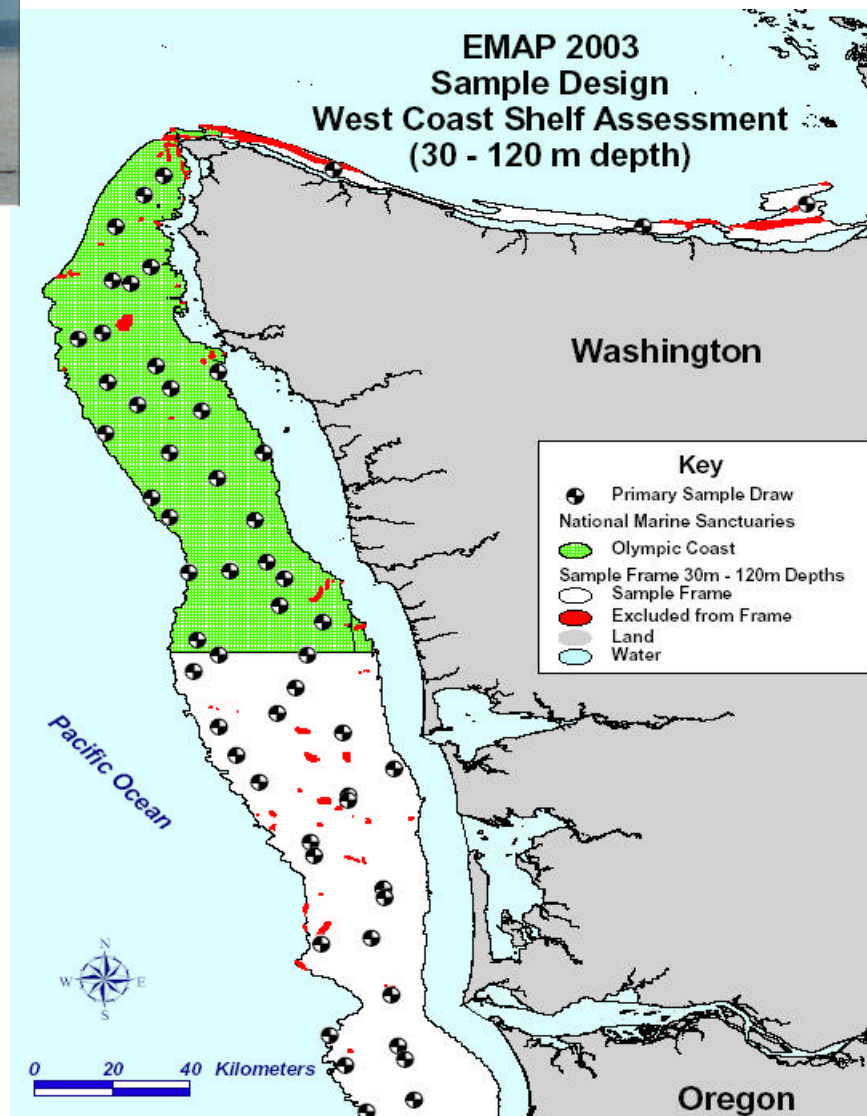 EMAP 2003
Sample Design
West Coast Shelf Assessment
(30 - 120 m depth)
Washington
Key
Primary Sample Draw
National Marine Sanctuaries
Olympic Coast
Sample Frame 30m - 120m Depths
Sample Frame
Excluded from Frame
Land
Water
Pacific Ocean
N
W E
S
0 20 40 Kilometers
Oregon